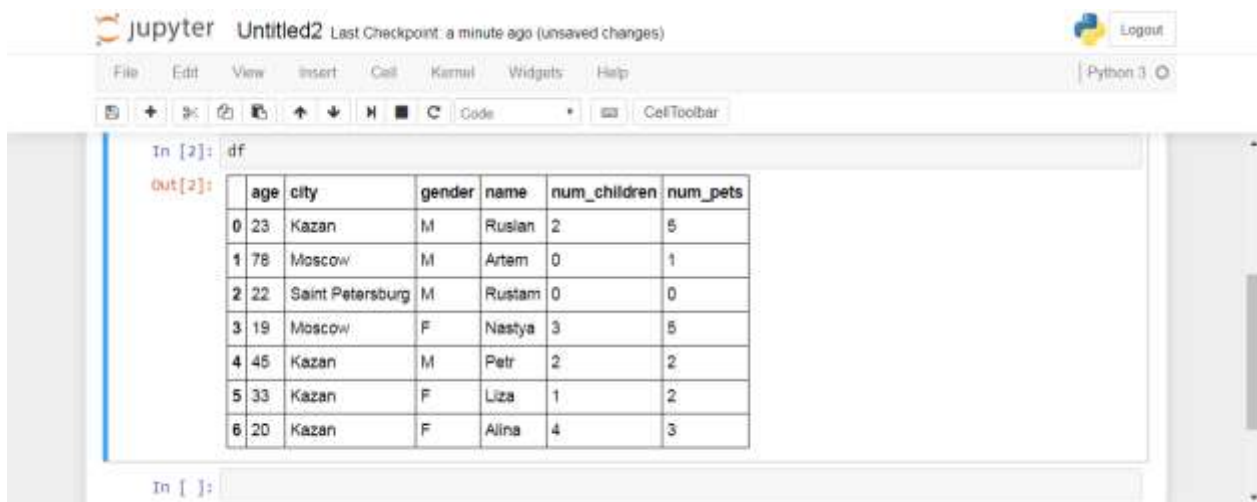 jupyter Untitled2 Last Checkpoint: a minute ago (unsaved changes) Logout
File Edit View Insert Cell Kernel Widgets Help Python 3
Code CellToolbar
In [2]: df
Out[2]:
age city gender name num_children num_pets
0 23 Kazan M Ruslan 2 5
1 78 Moscow M Artem 0 1
2 22 Saint Petersburg M Rustam 0 0
3 19 Moscow F Nastya 3 5
4 45 Kazan M Petr 2 2
5 33 Kazan F Liza 1 2
6 20 Kazan F Alina 4 3
In [ ]: